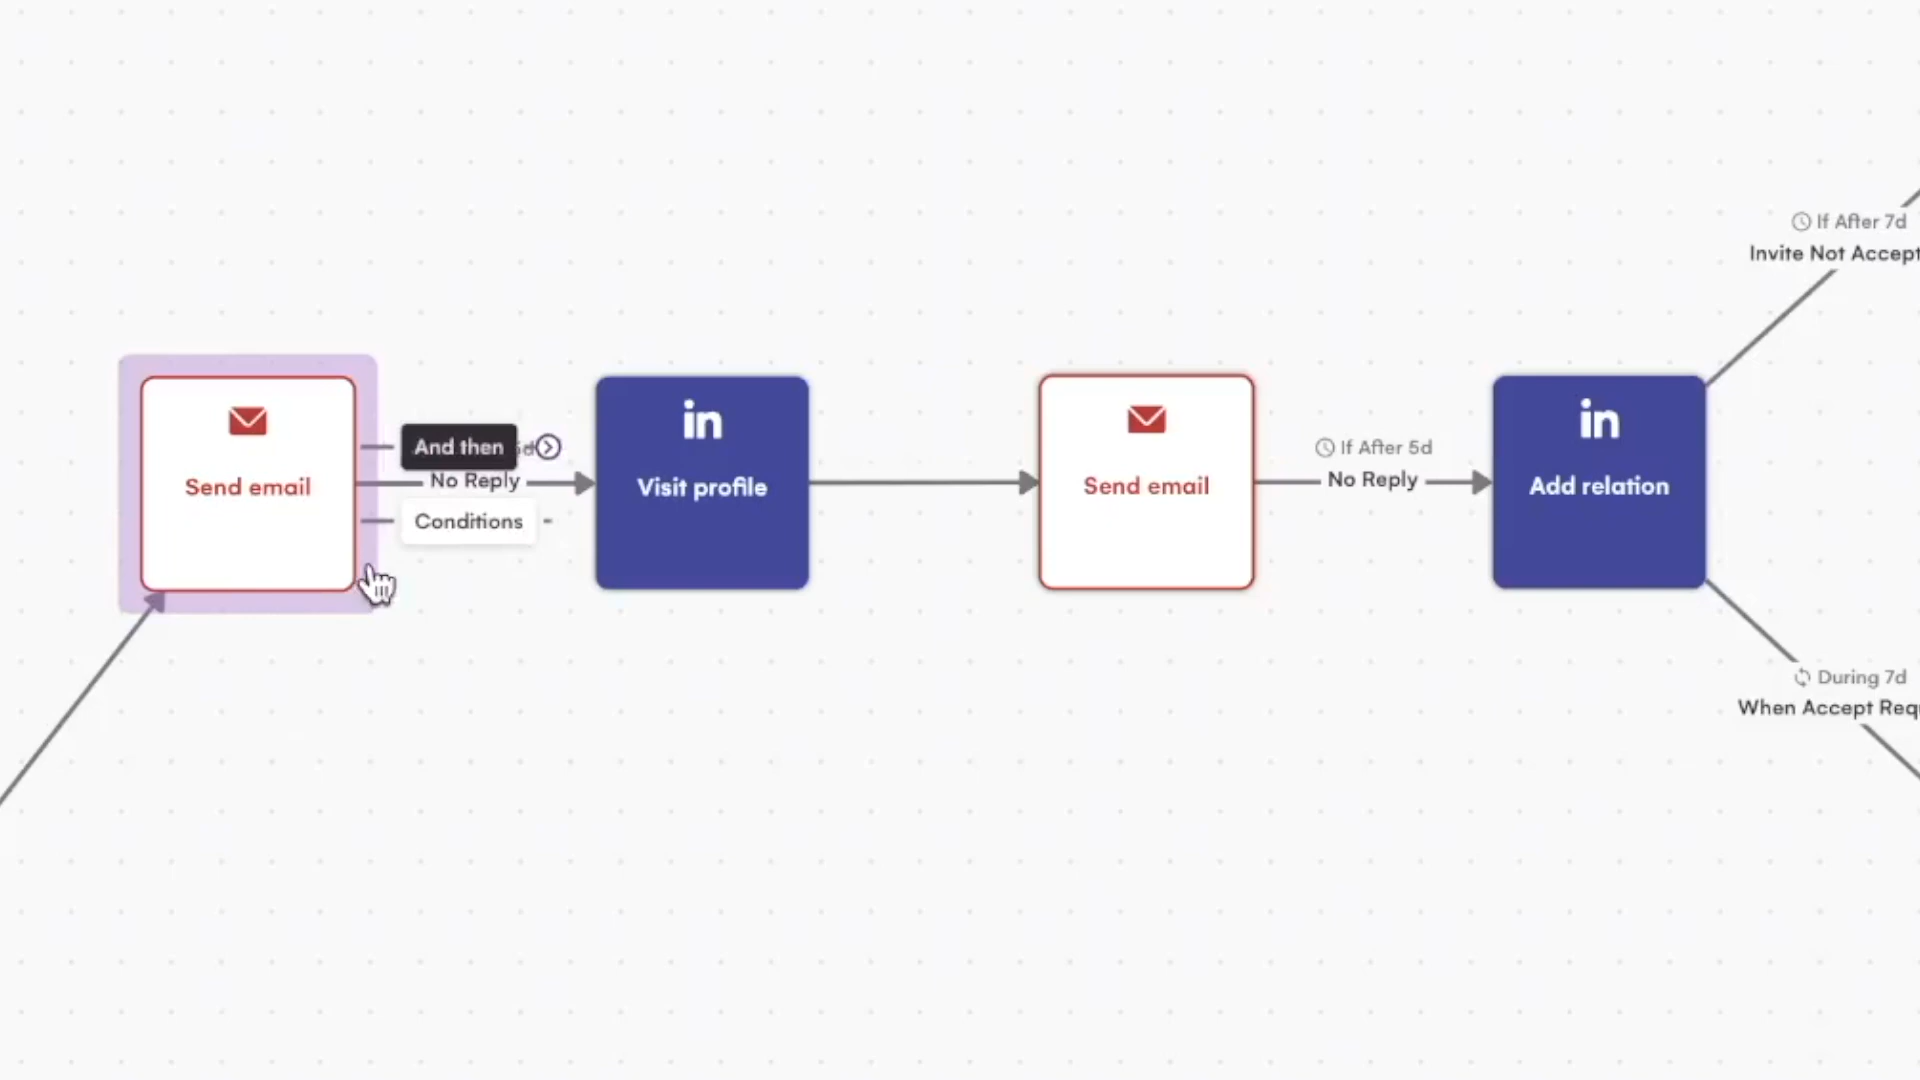 If After 7d
Invite Not Accept
And then
No Reply
Conditions
Send email
in
Visit profile
Send email
If After 5d
No Reply
in
Add relation
During 7d
When Accept Requ